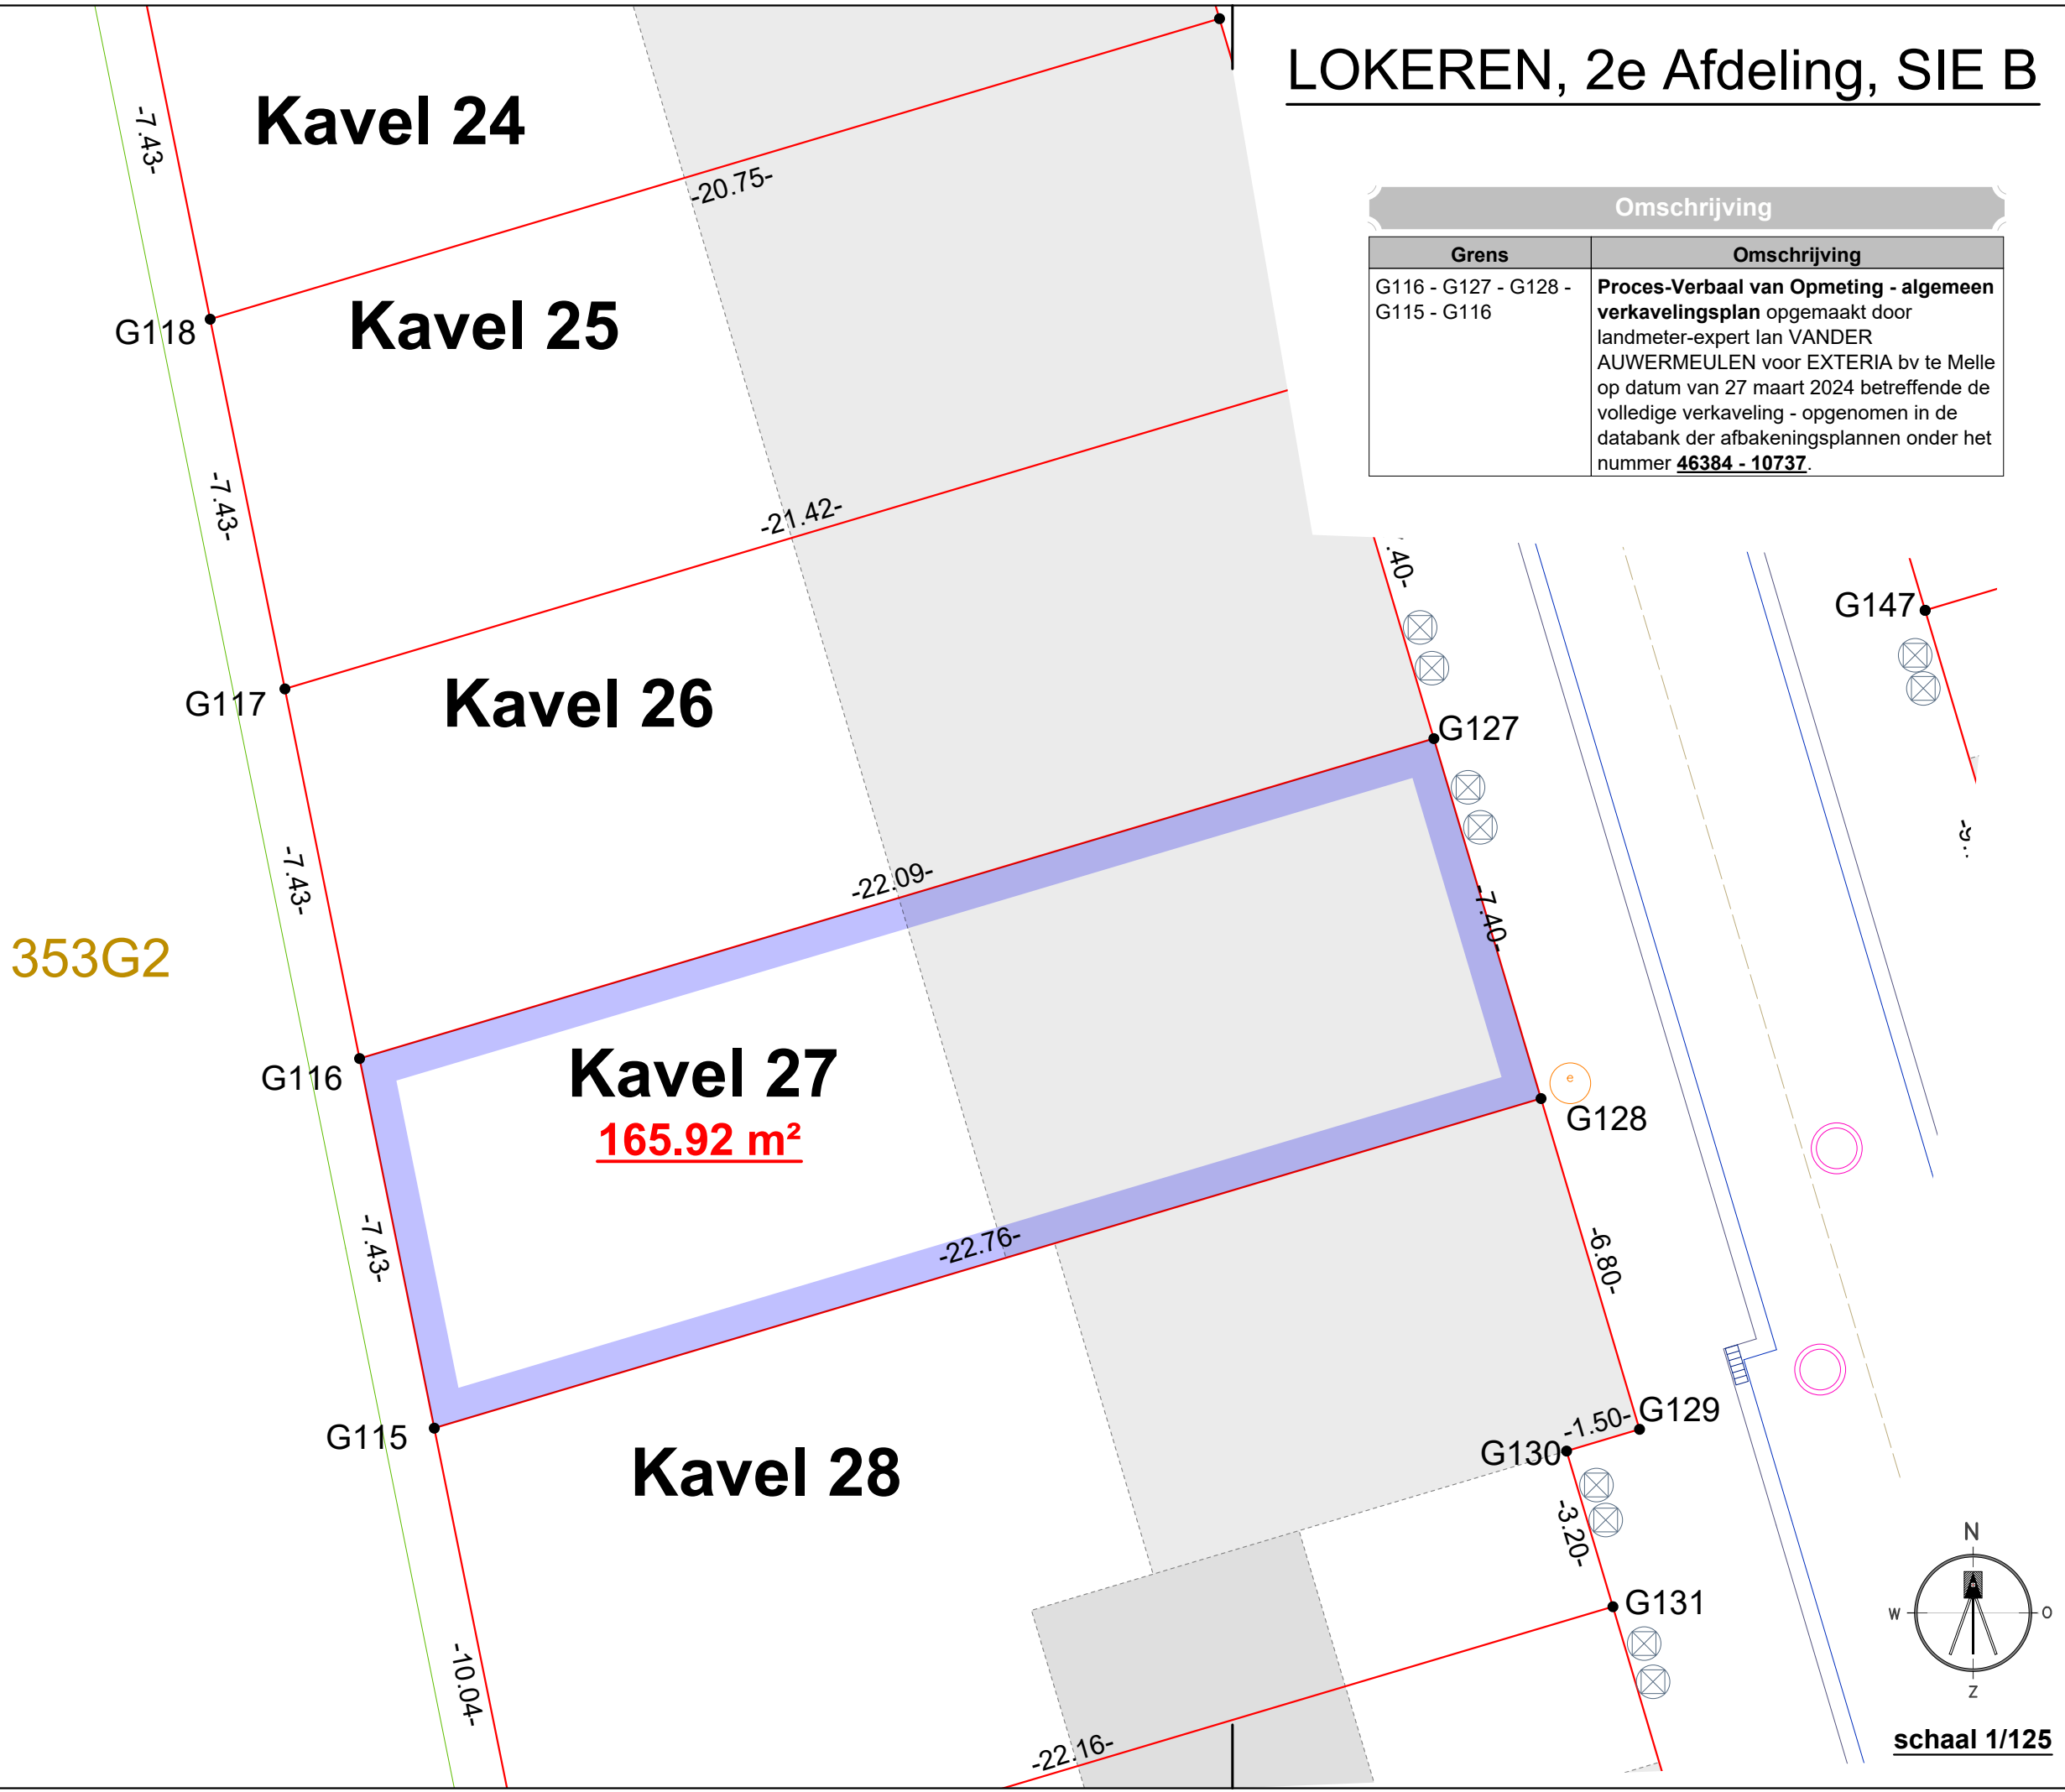 LOKEREN, 2e Afdeling, SIE B
Kavel 24
-7.43-
-20.75-
Omschrijving
Grens
Omschrijving
G116 - G127 - G128 -
G115 - G116
Proces-Verbaal van Opmeting - algemeen
verkavelingsplan opgemaakt door
landmeter-expert Ian VANDER
AUWERMEULEN voor EXTERIA bv te Melle
op datum van 27 maart 2024 betreffende de
volledige verkaveling - opgenomen in de
databank der afbakeningsplannen onder het
nummer 46384 - 10737.
G118
Kavel 25
-7.43-
-21.42-
.40-
G147
G117
Kavel 26
G127
-7.43-
-22.09-
-7.40-
353G2
G116
Kavel 27
165.92 m²
e
G128
-7.43-
-22.76-
-6.80-
G115
Kavel 28
-1.50-
G129
G130
-3.20-
G131
-10.04-
-22.16-
N
W
O
Z
schaal 1/125